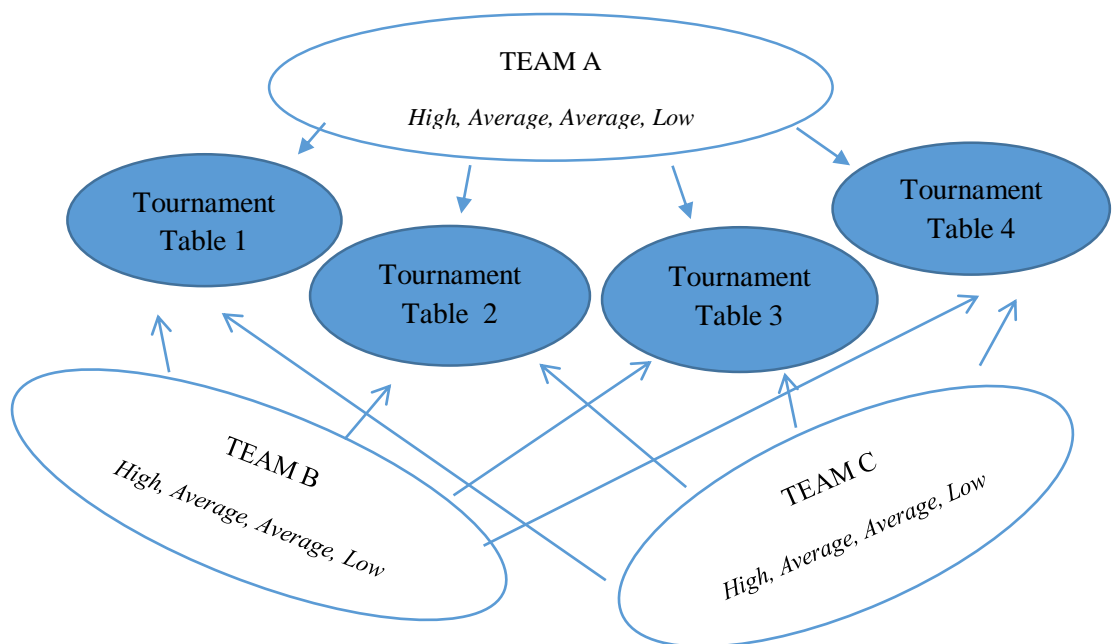 TEAM A
High, Average, Average, Low
Tournament
Table 1
Tournament
Table 2
Tournament
Table 3
Tournament
Table 4
TEAM B
High, Average, Average, Low
TEAM C
High, Average, Average, Low